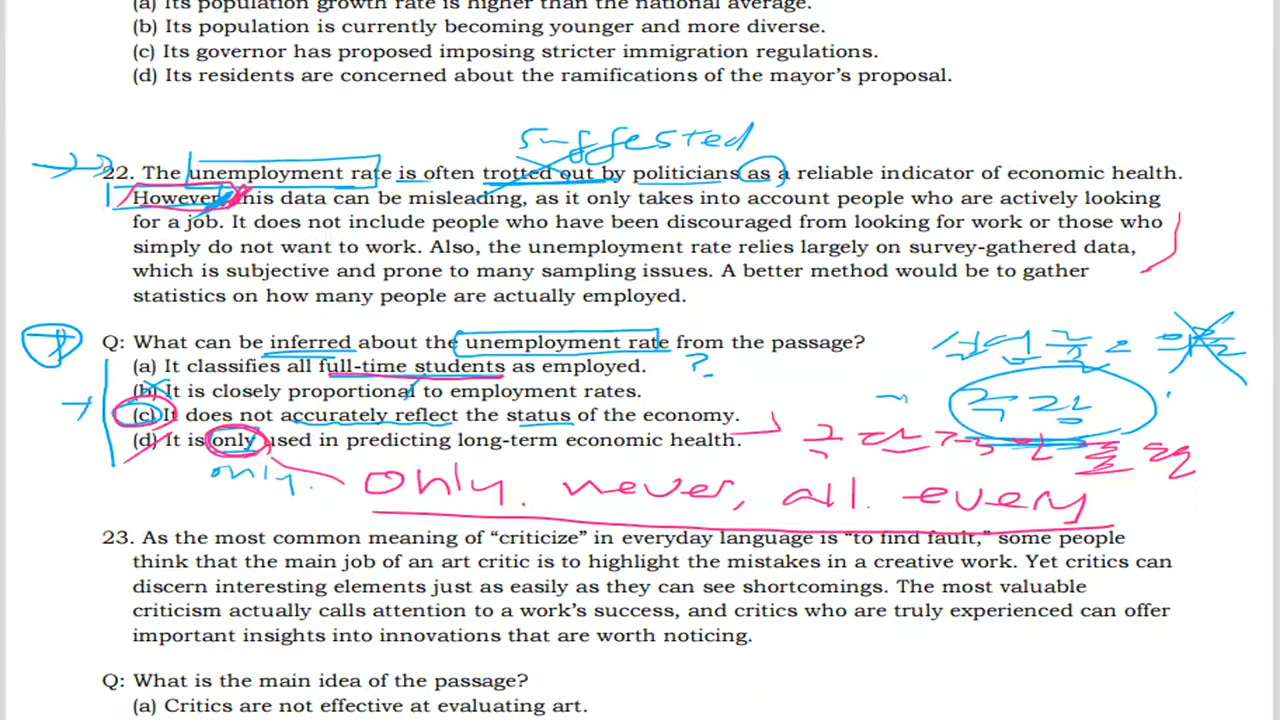 (a) Its population growth rate is higher than the national average.
(b) Its population is currently becoming younger and more diverse.
(c) Its governor has proposed imposing stricter immigration regulations.
(d) Its residents are concerned about the ramifications of the mayor's proposal.
22. The unemployment rate is often trotted out by politicians as a reliable indicator of economic health.
However, this data can be misleading, as it only takes into account people who are actively looking
for a job. It does not include people who have been discouraged from looking for work or those who
simply do not want to work. Also, the unemployment rate relies largely on survey-gathered data,
which is subjective and prone to many sampling issues. A better method would be to gather
statistics on how many people are actually employed.
Q: What can be inferred about the unemployment rate from the passage?
(a) It classifies all full-time students as employed. ?
(b) It is closely proportional to employment rates.
(c) It does not accurately reflect the status of the economy.
(d) It is only used in predicting long-term economic health.
only.
only. never, all. every
23. As the most common meaning of “criticize” in everyday language is “to find fault,” some people
think that the main job of an art critic is to highlight the mistakes in a creative work. Yet critics can
discern interesting elements just as easily as they can see shortcomings. The most valuable
criticism actually calls attention to a work's success, and critics who are truly experienced can offer
important insights into innovations that are worth noticing.
Q: What is the main idea of the passage?
(a) Critics are not effective at evaluating art.